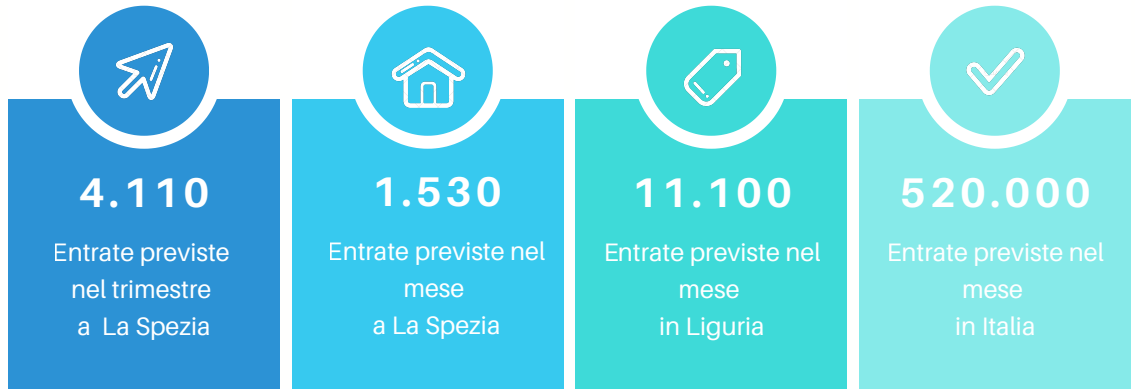 4.110
Entrate previste
nel trimestre
a La Spezia
1.530
Entrate previste nel
mese
a La Spezia
11.100
Entrate previste nel
mese
in Liguria
520.000
Entrate previste nel
mese
in Italia